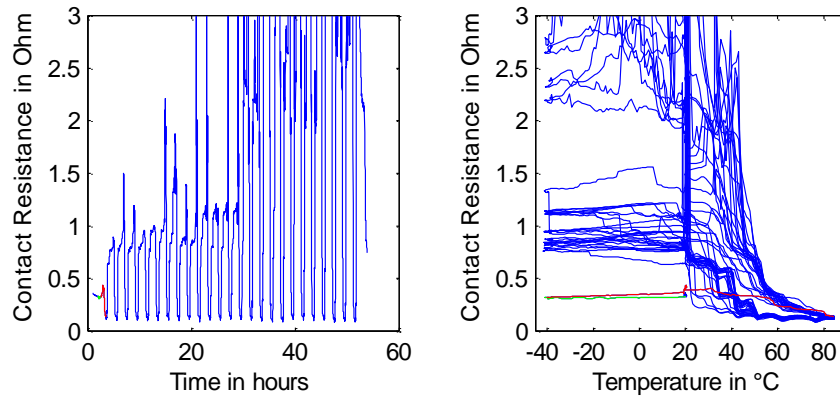 Contact Resistance in Ohm
3
2.5
2
1.5
1
0.5
0
0 20 40 60
Time in hours
Contact Resistance in Ohm
3
2.5
2
1.5
1
0.5
0
-40 -20 0 20 40 60 80
Temperature in °C